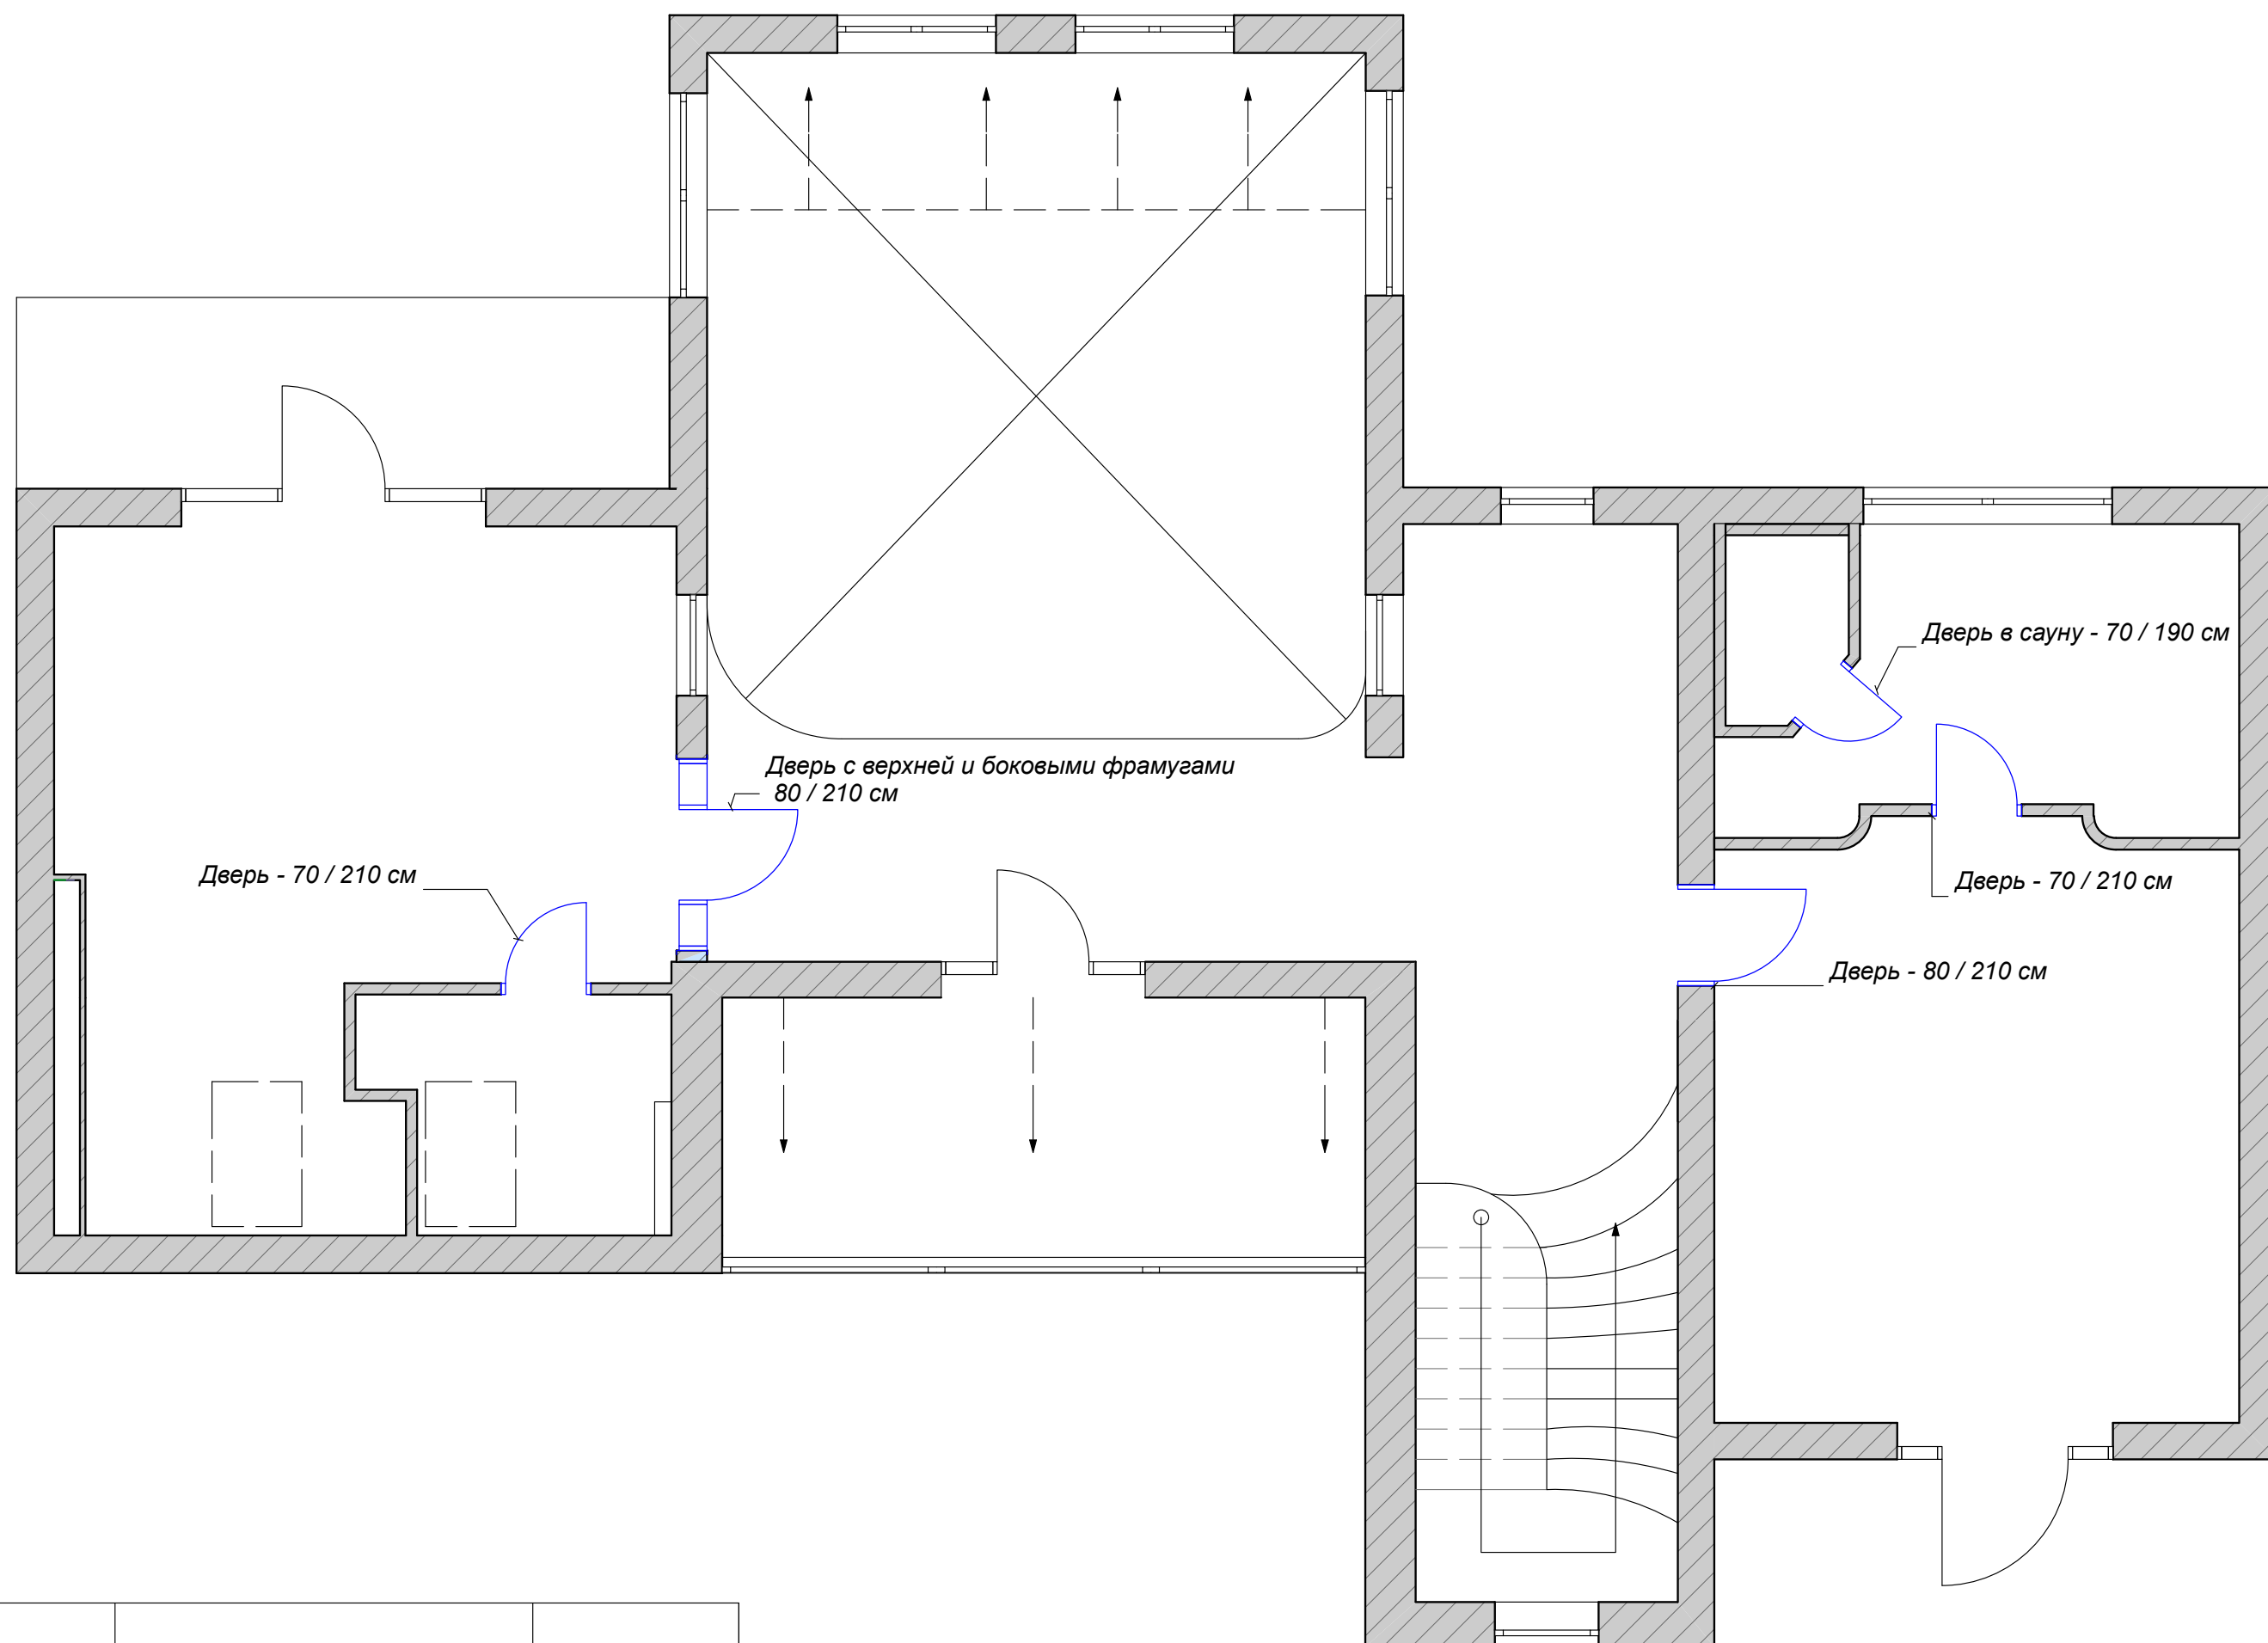 Дверь в сауну - 70 / 190 см
Дверь с верхней и боковыми фрамугами
80 / 210 см
Дверь - 70 / 210 см
Дверь - 70 / 210 см
Дверь - 80 / 210 см